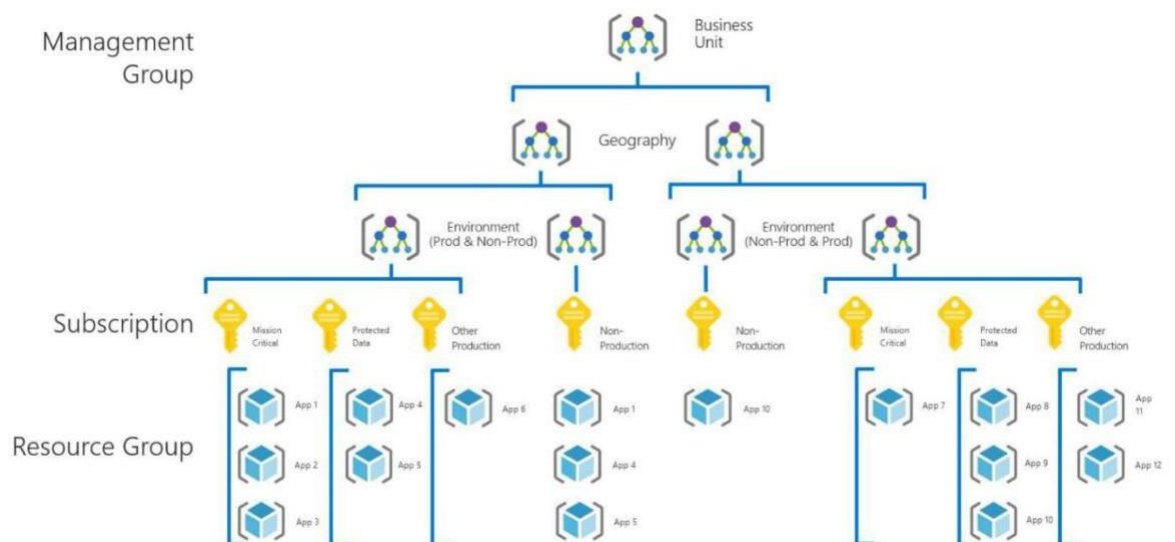 Management
Group
Business
Unit
Geography
Environment
(Prod & Non-Prod)
Environment
(Non-Prod & Prod)
Subscription
Mission
Critical
Protected
Data
Other
Production
Non-
Production
Non-
Production
Mission
Critical
Protected
Data
Other
Production
Resource Group
App 1
App 4
App 6
App 1
App 10
App 7
App 8
App
11
App 2
App 5
App 4
App 9
App 12
App 3
App 5
App 10